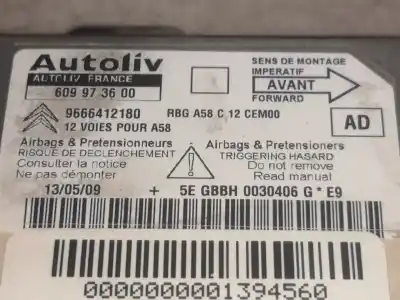 Autoliv
AUTOLIV FRANCE
609 97 36 00
SENS DE MONTAGE
IMPERATIF
AVANT
FORWARD
9666412180
RBG A58 C 12 CEM00
12 VOIES POUR A58
AD
Airbags & Pretensionneurs
RISQUE DE DECLENCHEMENT
Consulter la notice
Ne pas démonter
Airbags & Pretensioners
TRIGGERING HASARD
Do not remove
Read manual
13/05/09 + 5E GBBH 0030406 G * E9
00000000001394560